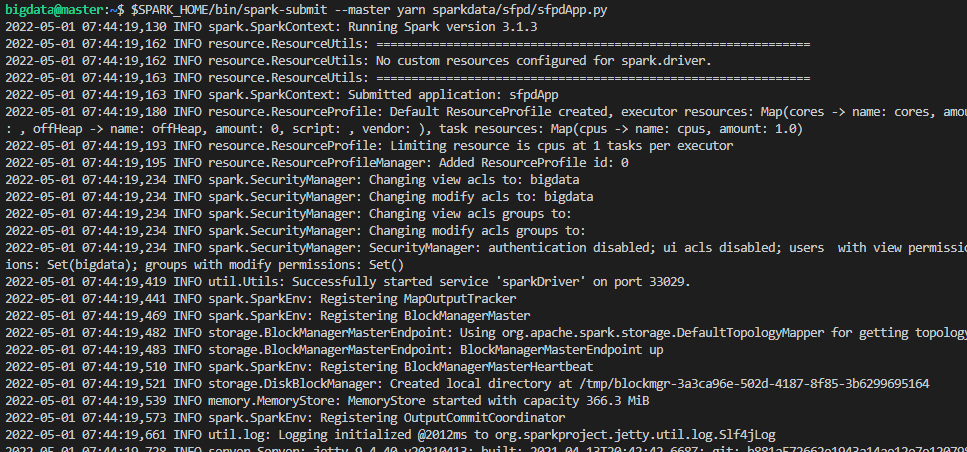 bigdata@master:~$ $SPARK_HOME/bin/spark-submit --master yarn sparkdata/sfpd/sfpdApp.py
2022-05-01 07:44:19,130 INFO spark.SparkContext: Running Spark version 3.1.3
2022-05-01 07:44:19,162 INFO resource.ResourceUtils: ==============================================================
2022-05-01 07:44:19,162 INFO resource.ResourceUtils: No custom resources configured for spark.driver.
2022-05-01 07:44:19,163 INFO resource.ResourceUtils: ==============================================================
2022-05-01 07:44:19,163 INFO spark.SparkContext: Submitted application: sfpdApp
2022-05-01 07:44:19,180 INFO resource.ResourceProfile: Default ResourceProfile created, executor resources: Map(cores -> name: cores, amou
: , offHeap -> name: offHeap, amount: 0, script: , vendor: ), task resources: Map(cpus -> name: cpus, amount: 1.0)
2022-05-01 07:44:19,193 INFO resource.ResourceProfile: Limiting resource is cpus at 1 tasks per executor
2022-05-01 07:44:19,195 INFO resource.ResourceProfileManager: Added ResourceProfile id: 0
2022-05-01 07:44:19,234 INFO spark.SecurityManager: Changing view acls to: bigdata
2022-05-01 07:44:19,234 INFO spark.SecurityManager: Changing modify acls to: bigdata
2022-05-01 07:44:19,234 INFO spark.SecurityManager: Changing view acls groups to:
2022-05-01 07:44:19,234 INFO spark.SecurityManager: Changing modify acls groups to:
2022-05-01 07:44:19,234 INFO spark.SecurityManager: SecurityManager: authentication disabled; ui acls disabled; users  with view permissio
ions: Set(bigdata); groups with modify permissions: Set()
2022-05-01 07:44:19,419 INFO util.Utils: Successfully started service 'sparkDriver' on port 33029.
2022-05-01 07:44:19,441 INFO spark.SparkEnv: Registering MapOutputTracker
2022-05-01 07:44:19,469 INFO spark.SparkEnv: Registering BlockManagerMaster
2022-05-01 07:44:19,482 INFO storage.BlockManagerMasterEndpoint: Using org.apache.spark.storage.DefaultTopologyMapper for getting topology
2022-05-01 07:44:19,483 INFO storage.BlockManagerMasterEndpoint: BlockManagerMasterEndpoint up
2022-05-01 07:44:19,510 INFO spark.SparkEnv: Registering BlockManagerMasterHeartbeat
2022-05-01 07:44:19,521 INFO storage.DiskBlockManager: Created local directory at /tmp/blockmgr-3a3ca96e-502d-4187-8f85-3b6299695164
2022-05-01 07:44:19,539 INFO memory.MemoryStore: MemoryStore started with capacity 366.3 MiB
2022-05-01 07:44:19,573 INFO spark.SparkEnv: Registering OutputCommitCoordinator
2022-05-01 07:44:19,661 INFO util.log: Logging initialized @2012ms to org.sparkproject.jetty.util.log.Slf4jLog
2022-05-01 07:44:19,728 INFO